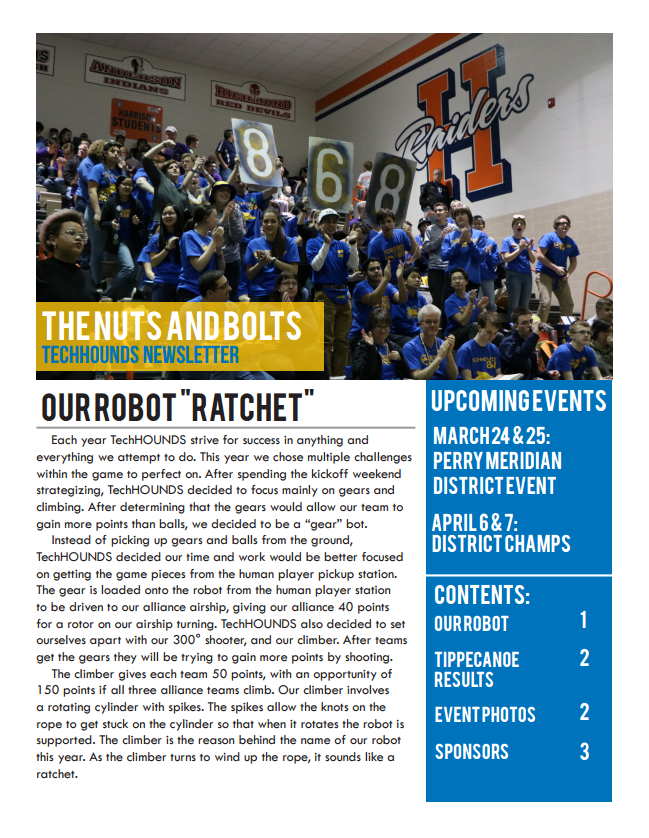 ANDERSON
INDIANS
RICHMOND
RED DEVILS
HARRISON
STUDENTS
H
Raiders
8 6 8
THE NUTS AND BOLTS
TECHHOUNDS NEWSLETTER
OUR ROBOT "RATCHET"
Each year TechHOUNDS strive for success in anything and
everything we attempt to do. This year we chose multiple challenges
within the game to perfect on. After spending the kickoff weekend
strategizing, TechHOUNDS decided to focus mainly on gears and
climbing. After determining that the gears would allow our team to
gain more points than balls, we decided to be a “gear” bot.
Instead of picking up gears and balls from the ground,
TechHOUNDS decided our time and work would be better focused
on getting the game pieces from the human player pickup station.
The gear is loaded onto the robot from the human player station
to be driven to our alliance airship, giving our alliance 40 points
for a rotor on our airship turning. TechHOUNDS also decided to set
ourselves apart with our 300° shooter, and our climber. After teams
get the gears they will be trying to gain more points by shooting.
The climber gives each team 50 points, with an opportunity of
150 points if all three alliance teams climb. Our climber involves
a rotating cylinder with spikes. The spikes allow the knots on the
rope to get stuck on the cylinder so that when it rotates the robot is
supported. The climber is the reason behind the name of our robot
this year. As the climber turns to wind up the rope, it sounds like a
ratchet.
UPCOMING EVENTS
MARCH 24 & 25:
PERRY MERIDIAN
DISTRICT EVENT
APRIL 6 & 7:
DISTRICT CHAMPS
CONTENTS:
OUR ROBOT 1
TIPPECANOE 2
RESULTS
EVENT PHOTOS 2
SPONSORS 3